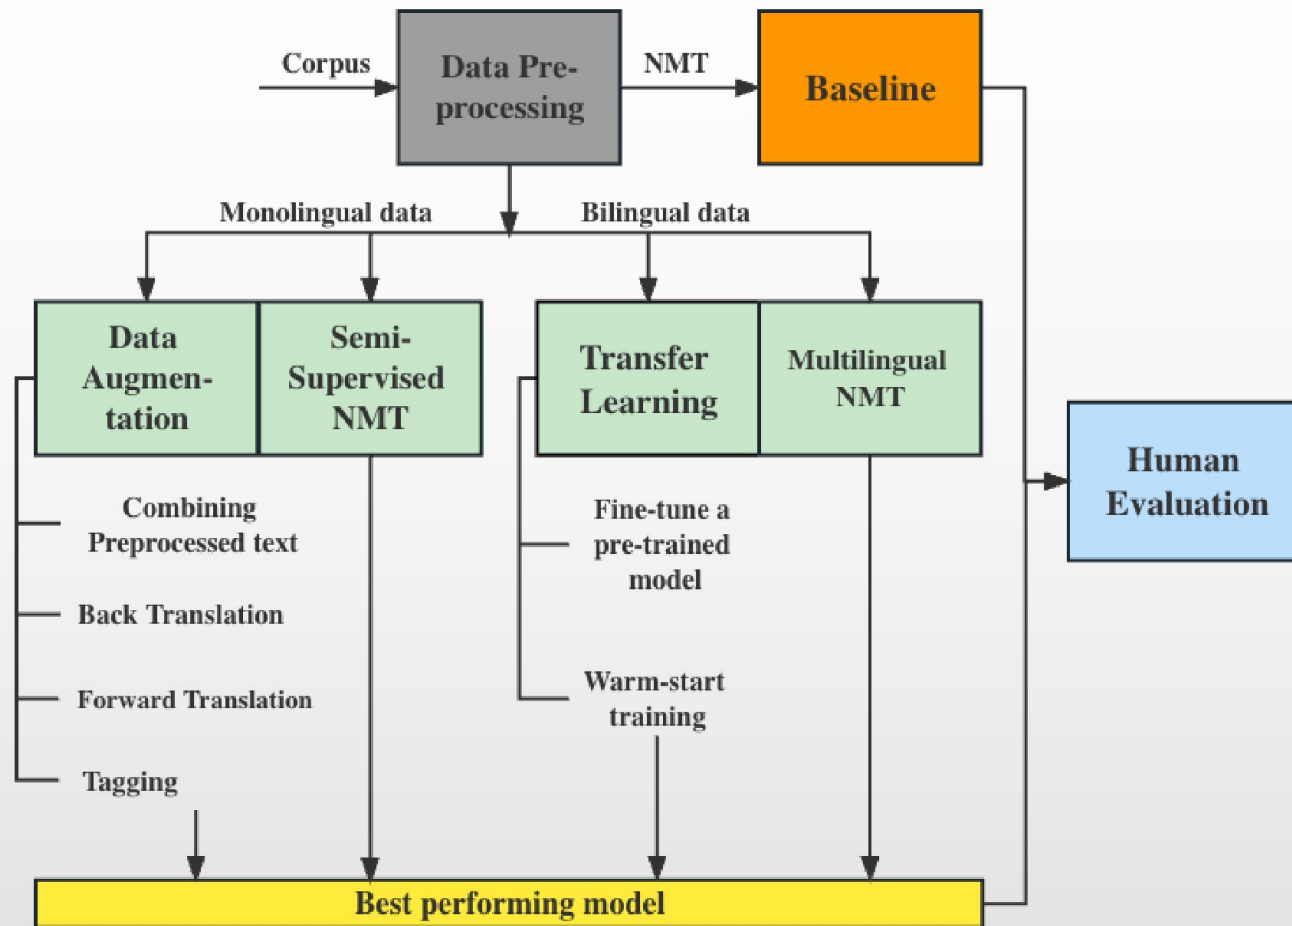 Corpus
Data Pre-
processing
NMT
Baseline
Monolingual data
Bilingual data
Data
Augmen-
tation
Semi-
Supervised
NMT
Transfer
Learning
Multilingual
NMT
Human
Evaluation
Combining
Preprocessed text
Back Translation
Forward Translation
Tagging
Fine-tune a
pre-trained
model
Warm-start
training
Best performing model